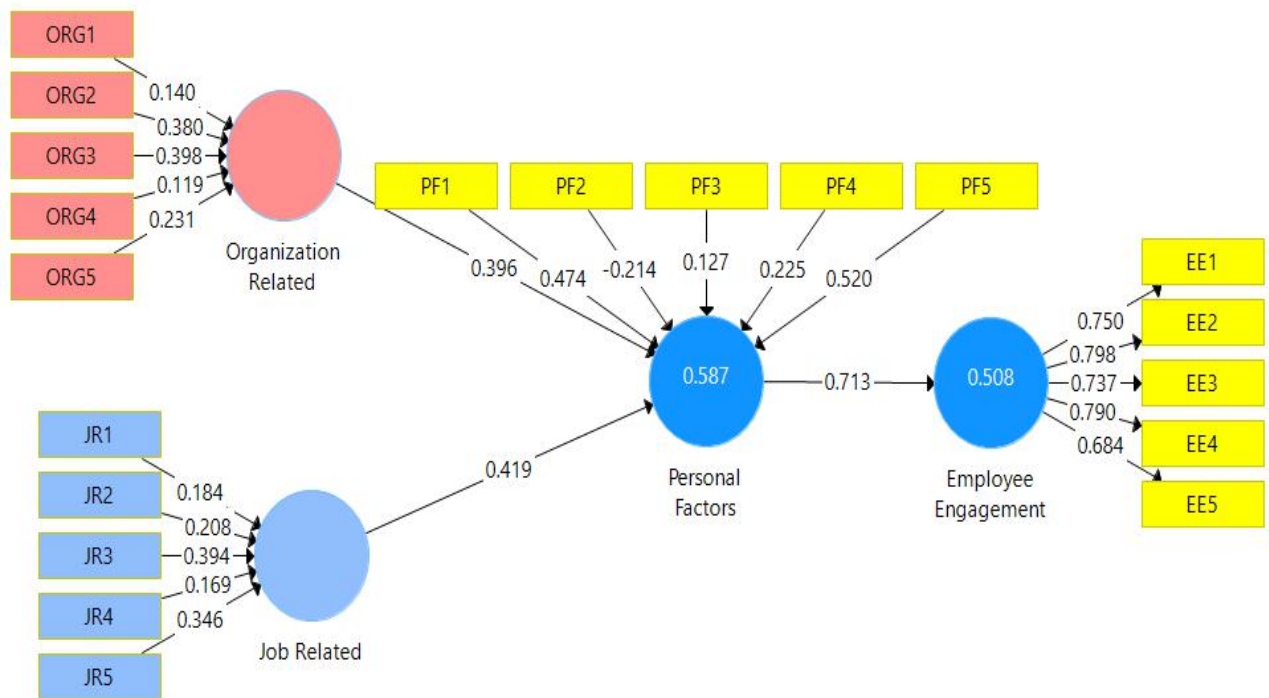 ORG1
ORG2
ORG3
ORG4
ORG5
0.140
0.380
0.398
0.119
0.231
Organization
Related
PF1
PF2
PF3
PF4
PF5
0.396
0.474
-0.214
0.127
0.225
0.520
0.587
Personal
Factors
0.713
0.508
Employee
Engagement
0.750
0.798
0.737
0.790
0.684
EE1
EE2
EE3
EE4
EE5
JR1
JR2
JR3
JR4
JR5
0.184
0.208
0.394
0.169
0.346
Job Related
0.419